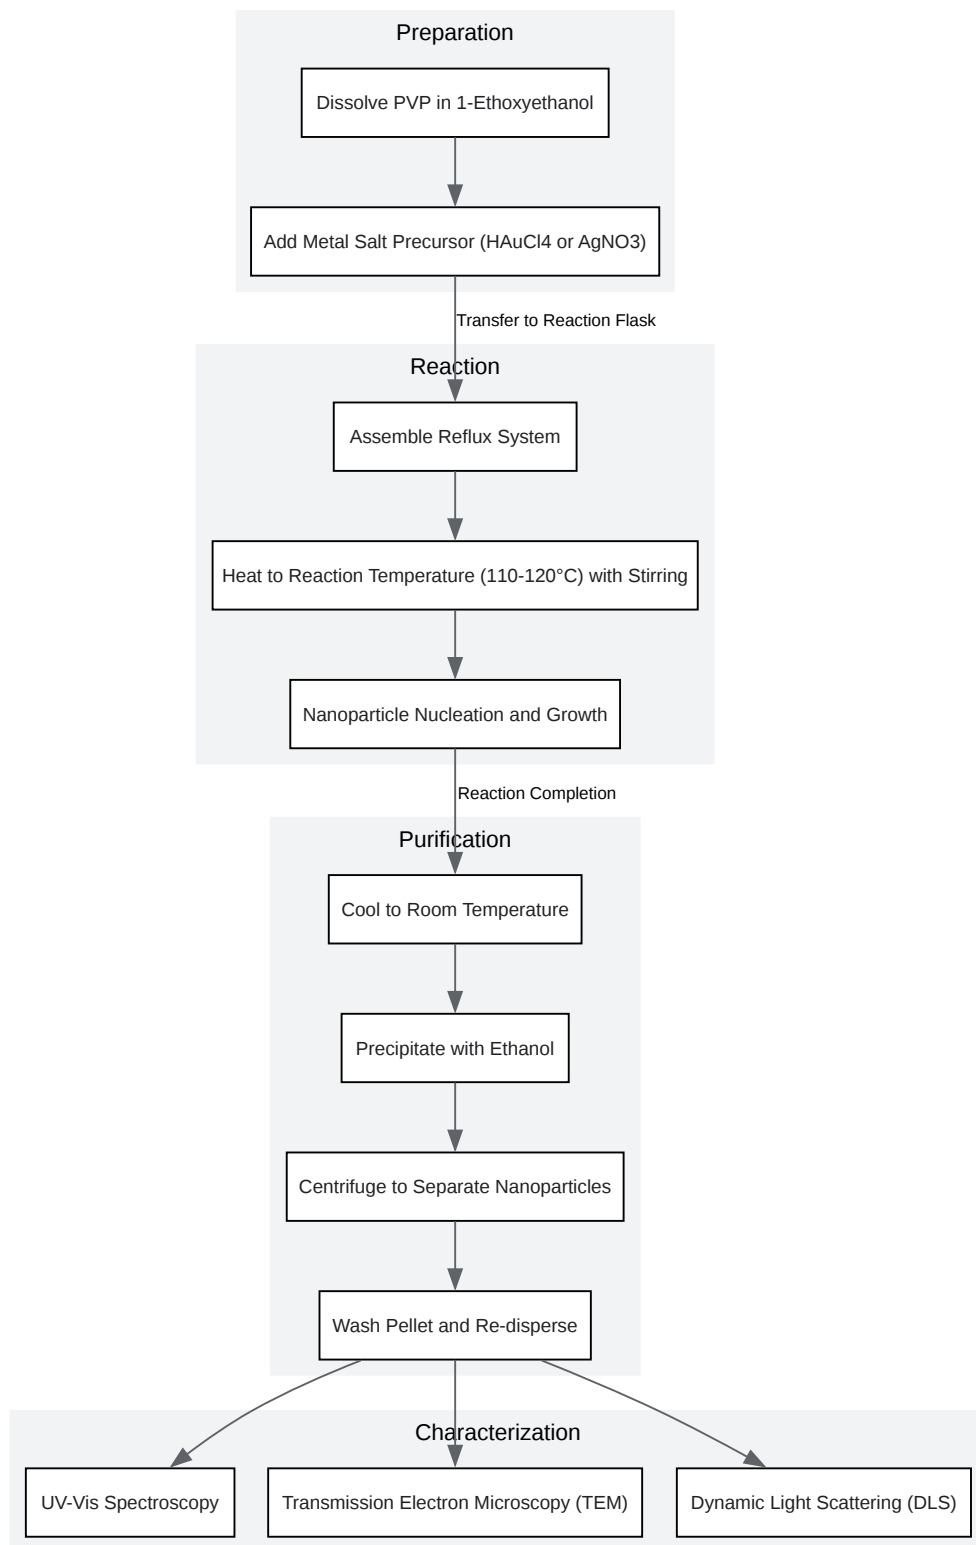 Preparation
Dissolve PVP in 1-Ethoxyethanol
Add Metal Salt Precursor (HAuCl4 or AgNO3)
Transfer to Reaction Flask
Reaction
Assemble Reflux System
Heat to Reaction Temperature (110-120°C) with Stirring
Nanoparticle Nucleation and Growth
Reaction Completion
Purification
Cool to Room Temperature
Precipitate with Ethanol
Centrifuge to Separate Nanoparticles
Wash Pellet and Re-disperse
Characterization
UV-Vis Spectroscopy
Transmission Electron Microscopy (TEM)
Dynamic Light Scattering (DLS)